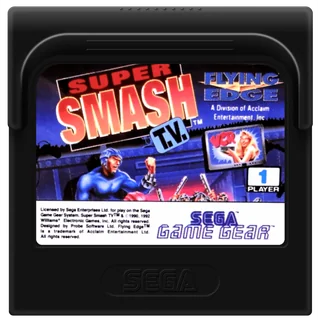 SUPER
SMASH
T.V.
FLYING
EDGE
A Division of Acclaim
Entertainment, Inc.
1
PLAYER
Licensed by Sega Enterprises Ltd. for play on the Sega
Game Gear System. Super Smash TV™ & © 1990, 1992
Williams® Electronic Games, Inc. All rights reserved.
Designed by Probe Software Ltd. Flying Edge™
is a trademark of Acclaim Entertainment Ltd.
All rights reserved.
SEGA
GAME GEAR
SEGA